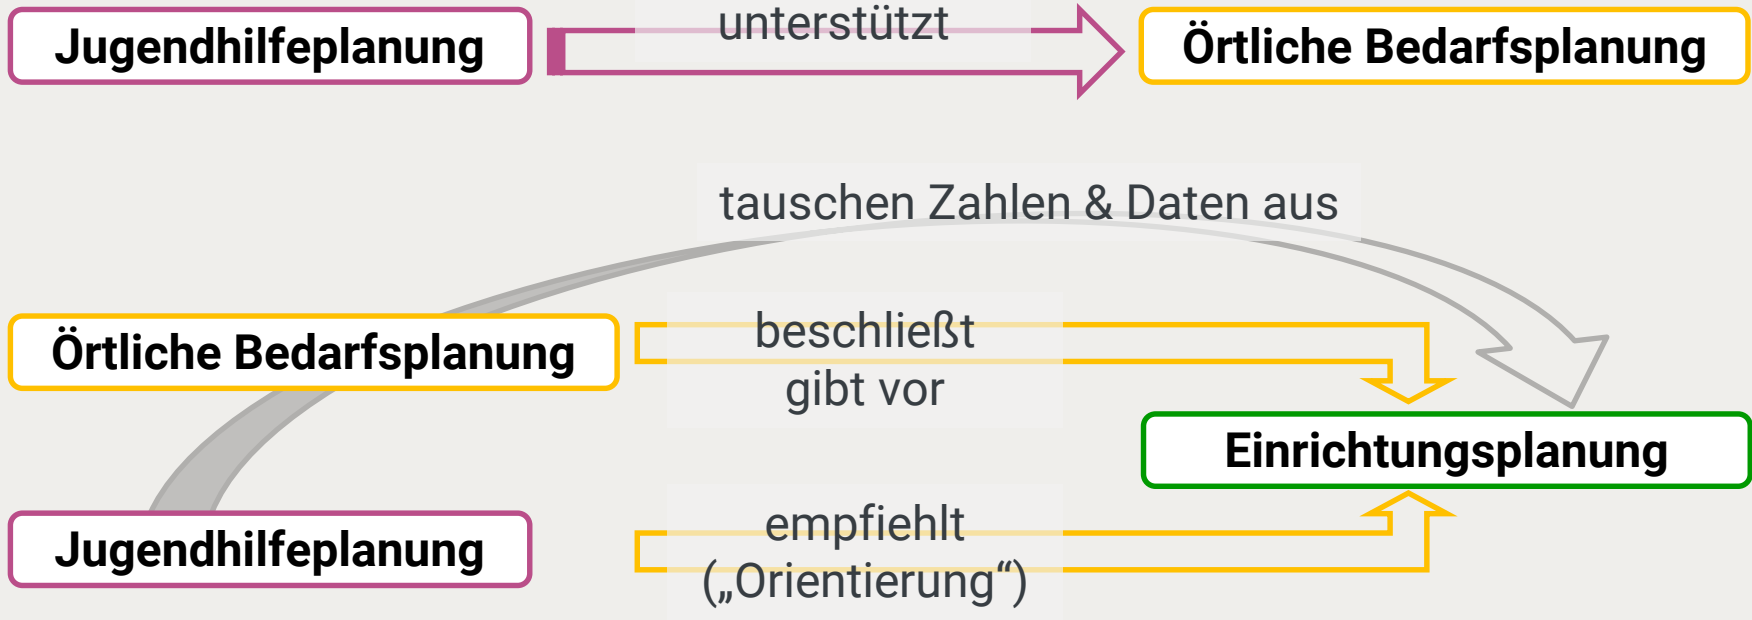 Jugendhilfeplanung
unterstützt
Örtliche Bedarfsplanung
tauschen Zahlen & Daten aus
Örtliche Bedarfsplanung
beschließt
gibt vor
Einrichtungsplanung
Jugendhilfeplanung
empfiehlt
(„Orientierung“)